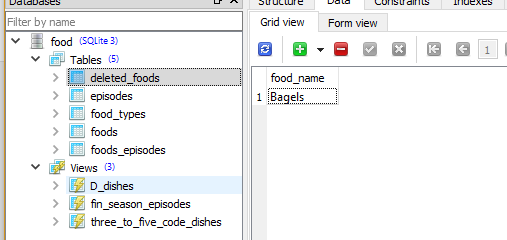 Databases
Structure Data Constraints Indexes
Filter by name
Grid view Form view
food (SQLite 3)
Tables (5)
deleted_foods
episodes
food_types
foods
foods_episodes
Views (3)
D_dishes
fin_season_episodes
three_to_five_code_dishes
1
food_name
1 Bagels